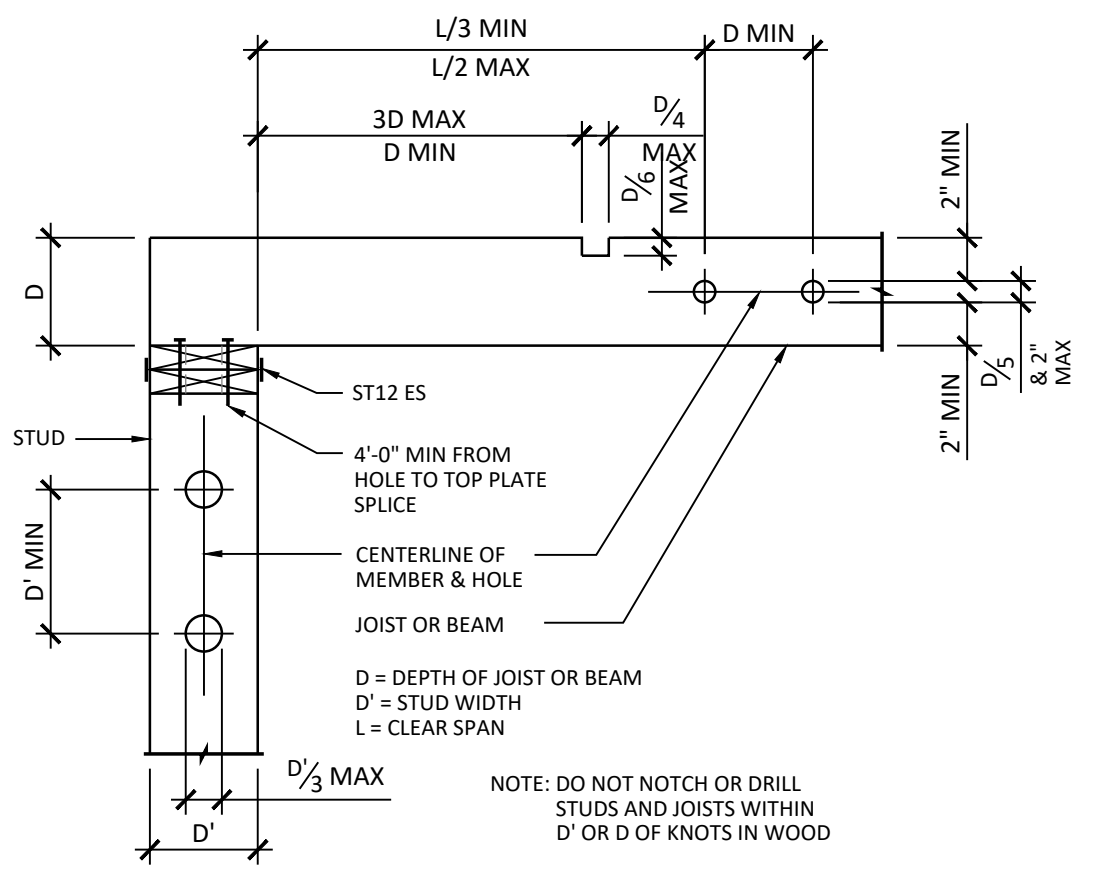 L/3 MIN
L/2 MAX
D MIN
3D MAX
D MIN
D/4
MAX
D/6
MAX
2" MIN
D
D/5
& 2"
MAX
2" MIN
ST12 ES
STUD
4'-0" MIN FROM
HOLE TO TOP PLATE
SPLICE
D' MIN
CENTERLINE OF
MEMBER & HOLE
JOIST OR BEAM
D = DEPTH OF JOIST OR BEAM
D' = STUD WIDTH
L = CLEAR SPAN
D'/3 MAX
D'
NOTE: DO NOT NOTCH OR DRILL
STUDS AND JOISTS WITHIN
D' OR D OF KNOTS IN WOOD